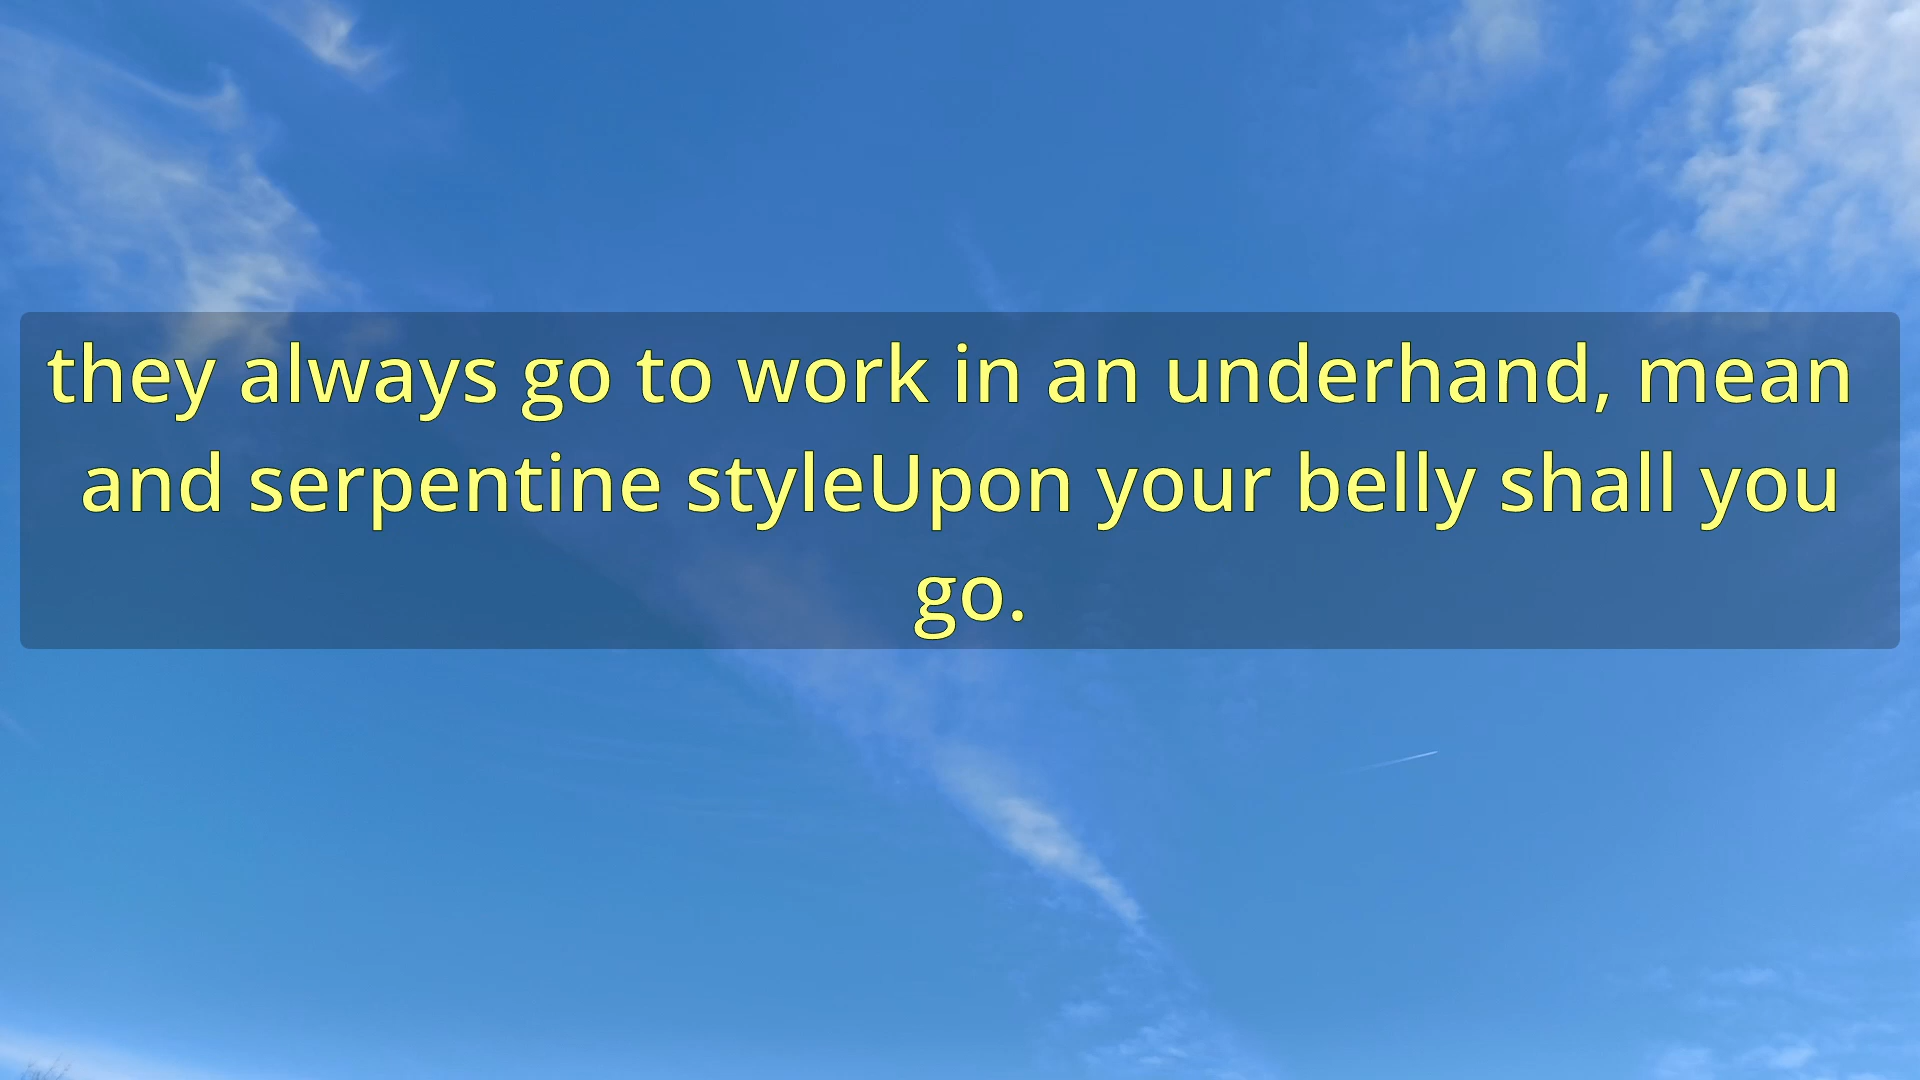 they always go to work in an underhand, mean
and serpentine styleUpon your belly shall you
go.